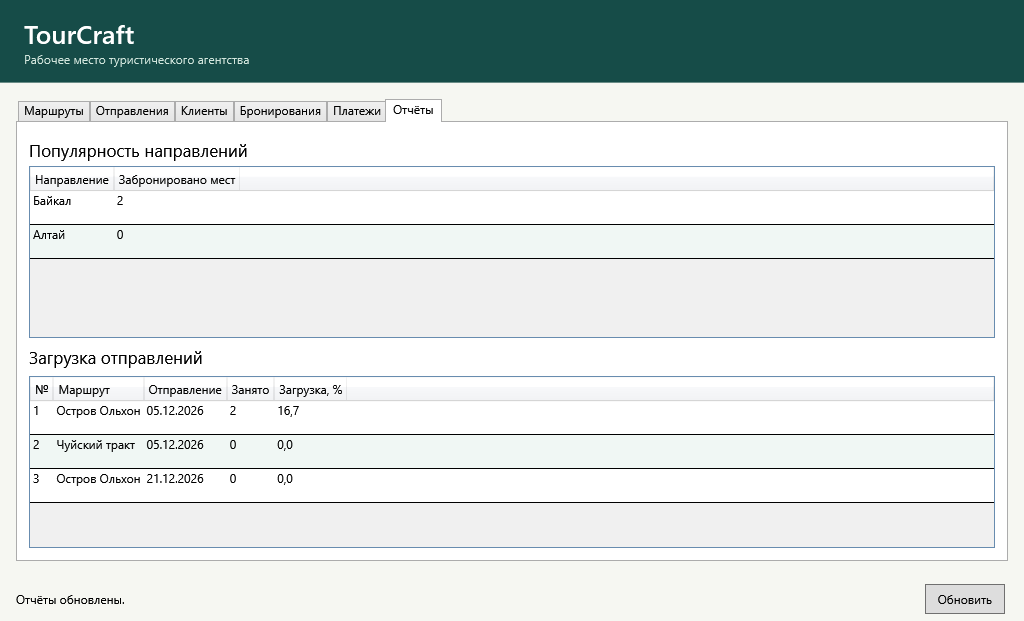 TourCraft
Рабочее место туристического агентства
Маршруты Отправления Клиенты Бронирования Платежи Отчёты
Популярность направлений
Направление Забронировано мест
Байкал 2
Алтай 0
Загрузка отправлений
№ Маршрут Отправление Занято Загрузка, %
1 Остров Ольхон 05.12.2026 2 16,7
2 Чуйский тракт 05.12.2026 0 0,0
3 Остров Ольхон 21.12.2026 0 0,0
Отчёты обновлены. Обновить